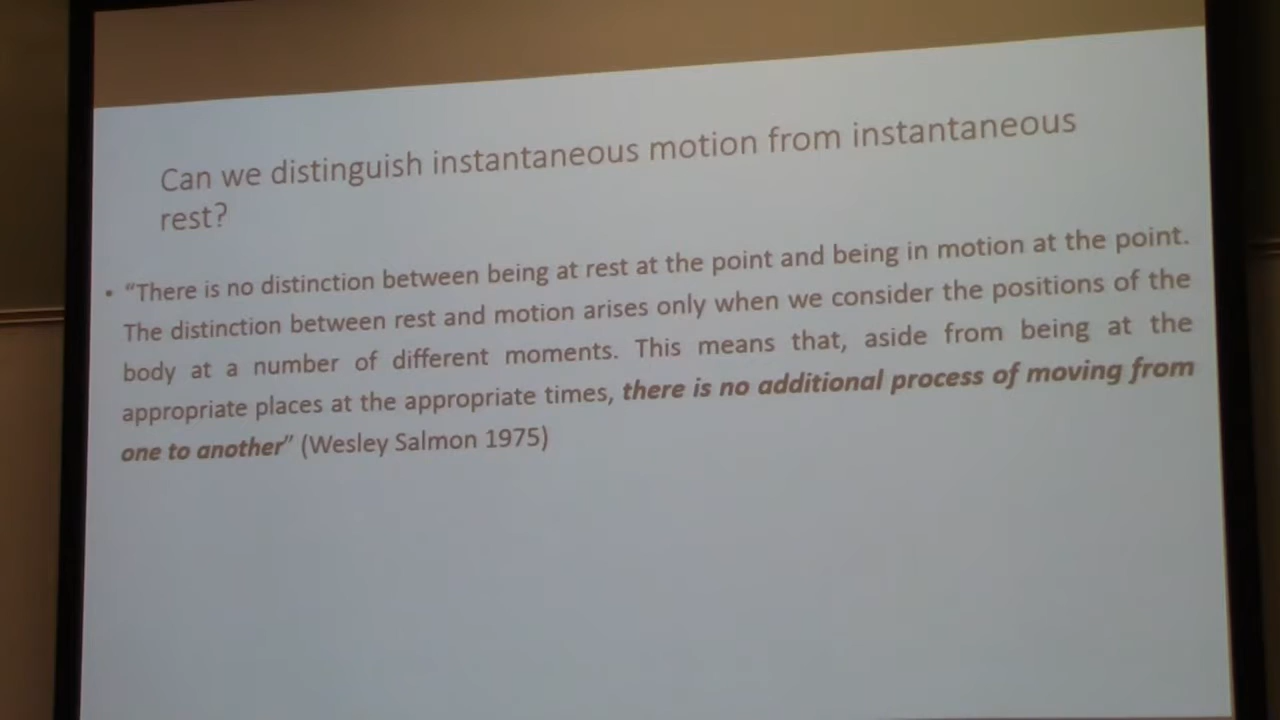 Can we distinguish instantaneous motion from instantaneous
rest?
• “There is no distinction between being at rest at the point and being in motion at the point.
The distinction between rest and motion arises only when we consider the positions of the
body at a number of different moments. This means that, aside from being at the
appropriate places at the appropriate times, there is no additional process of moving from
one to another” (Wesley Salmon 1975)